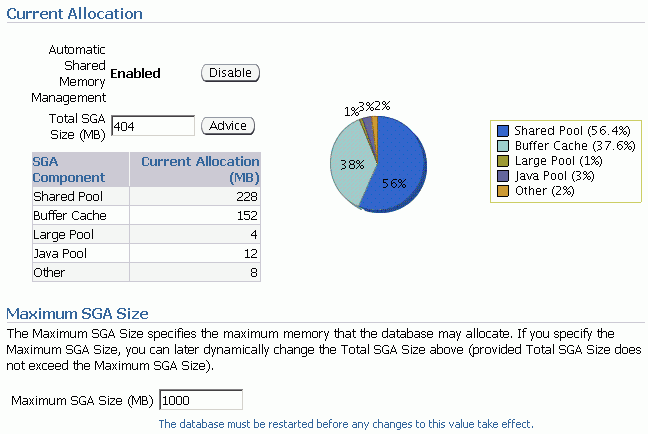 Current Allocation
Automatic
Shared
Memory
Management
Enabled
Disable
Total SGA
Size (MB)
404
Advice
SGA
Component
Current Allocation
(MB)
Shared Pool 228
Buffer Cache 152
Large Pool 4
Java Pool 12
Other 8
1%
3%
2%
38%
56%
Shared Pool (56.4%)
Buffer Cache (37.6%)
Large Pool (1%)
Java Pool (3%)
Other (2%)
Maximum SGA Size
The Maximum SGA Size specifies the maximum memory that the database may allocate. If you specify the
Maximum SGA Size, you can later dynamically change the Total SGA Size above (provided Total SGA Size does
not exceed the Maximum SGA Size).
Maximum SGA Size (MB) 1000
The database must be restarted before any changes to this value take effect.